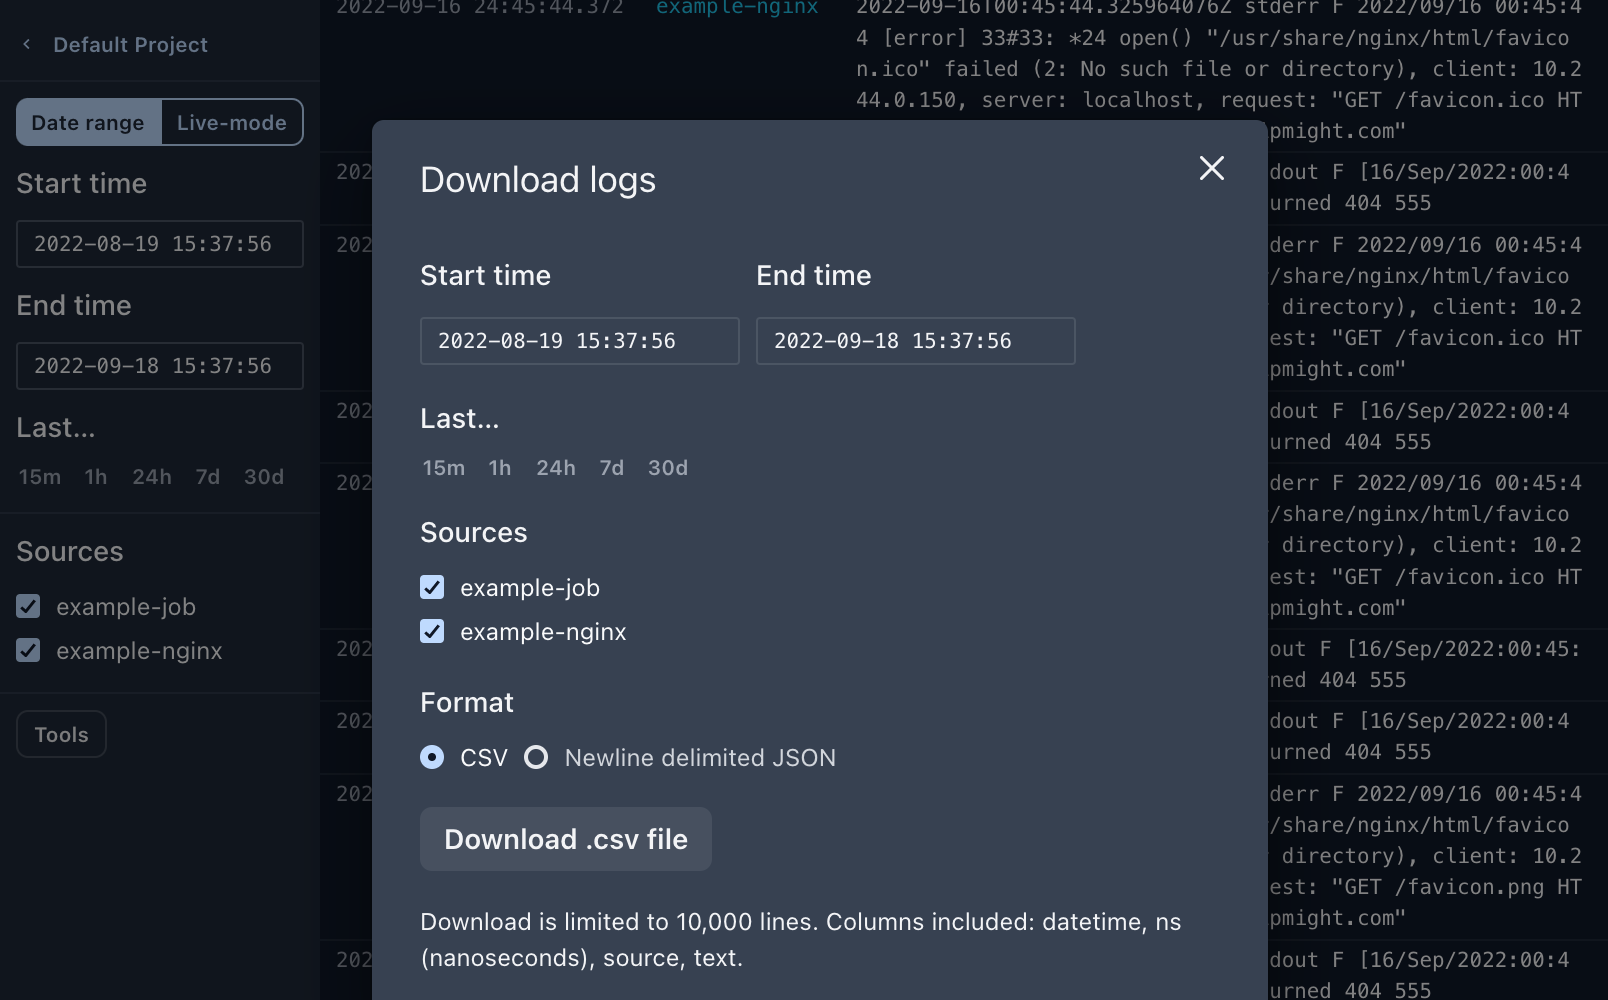 Default Project
Date range
Live-mode
Start time
2022-08-19 15:37:56
End time
2022-09-18 15:37:56
Last...
15m 1h 24h 7d 30d
Sources
example-job
example-nginx
Tools
2022-09-16 24:45:44.372 example-nginx 2022-09-16T00:45:44.325964076Z stderr F 2022/09/16 00:45:4
4 [error] 33#33: *24 open() "/usr/share/nginx/html/favico
n.ico" failed (2: No such file or directory), client: 10.2
44.0.150, server: localhost, request: "GET /favicon.ico HT
pmight.com"
202 dout F [16/Sep/2022:00:4
urned 404 555
202 derr F 2022/09/16 00:45:4
/share/nginx/html/favico
directory), client: 10.2
est: "GET /favicon.ico HT
pmight.com"
202 dout F [16/Sep/2022:00:4
urned 404 555
202 derr F 2022/09/16 00:45:4
/share/nginx/html/favico
directory), client: 10.2
est: "GET /favicon.ico HT
pmight.com"
202 out F [16/Sep/2022:00:45:
ned 404 555
202 dout F [16/Sep/2022:00:4
urned 404 555
202 derr F 2022/09/16 00:45:4
/share/nginx/html/favico
directory), client: 10.2
est: "GET /favicon.png HT
pmight.com"
202 dout F [16/Sep/2022:00:4
urned 404 555
Download logs
Start time End time
2022-08-19 15:37:56 2022-09-18 15:37:56
Last...
15m 1h 24h 7d 30d
Sources
example-job
example-nginx
Format
CSV Newline delimited JSON
Download .csv file
Download is limited to 10,000 lines. Columns included: datetime, ns
(nanoseconds), source, text.